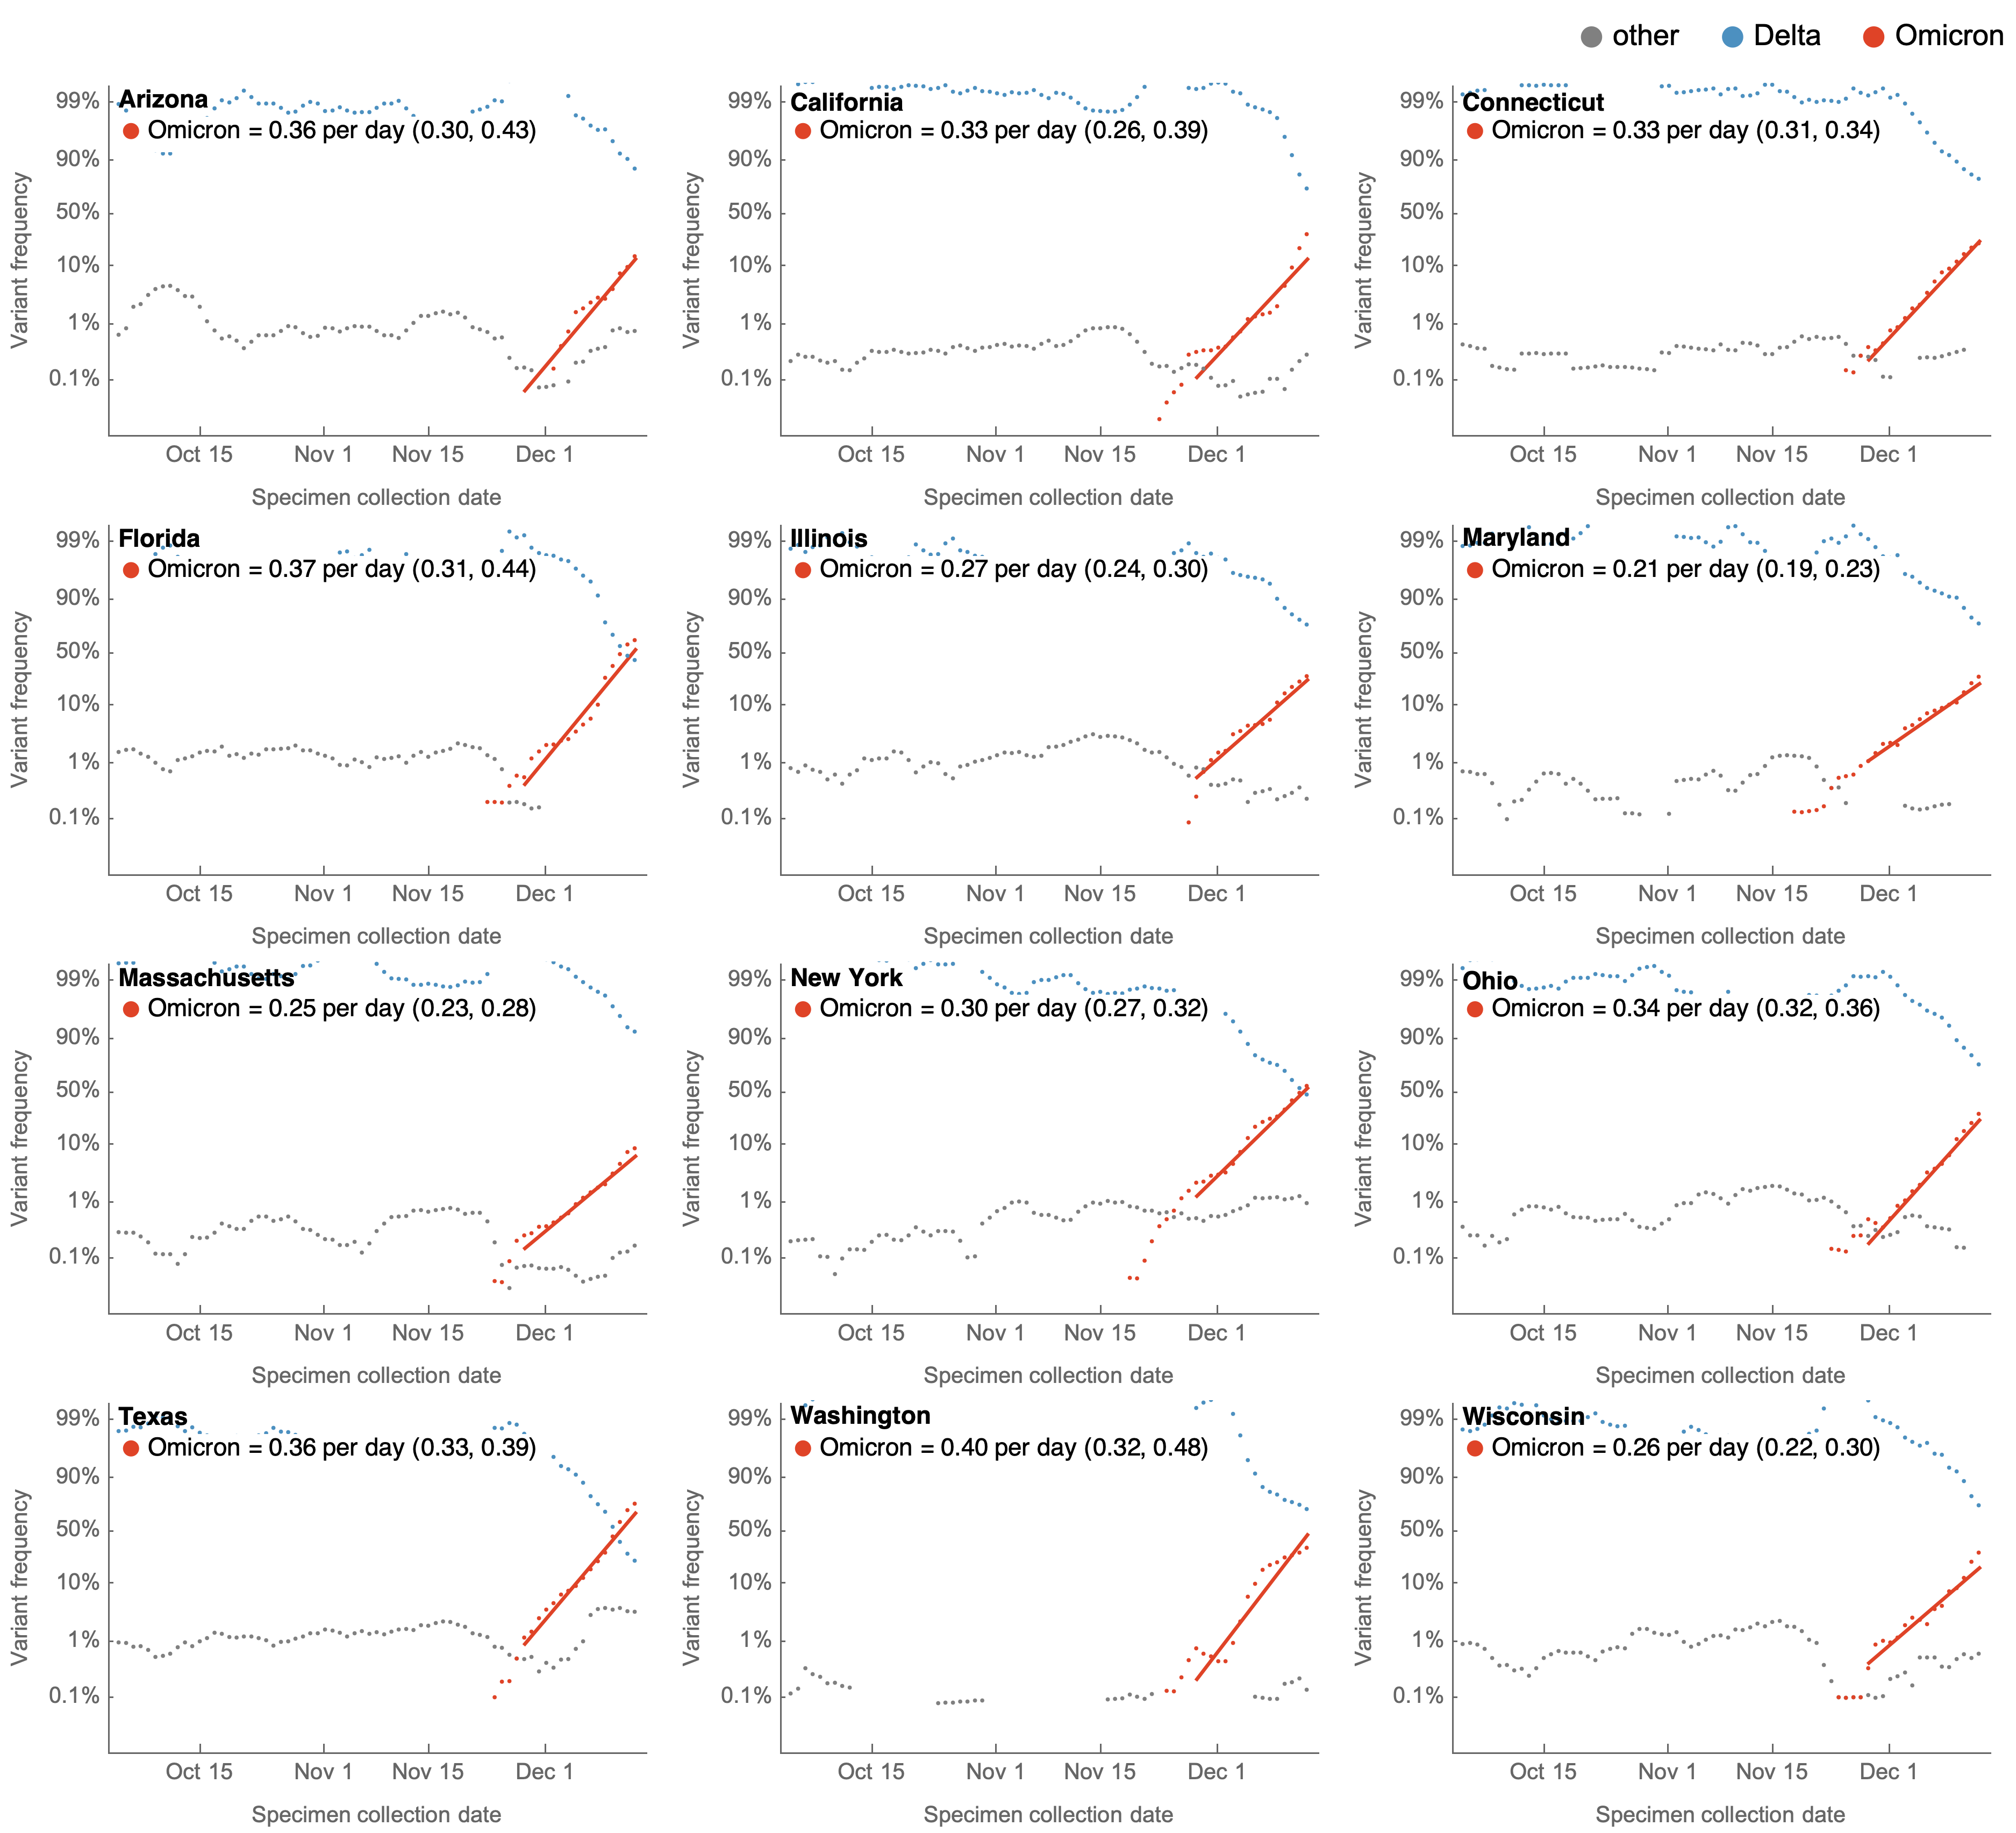 other Delta Omicron
Arizona
Omicron = 0.36 per day (0.30, 0.43)
99%
90%
50%
10%
1%
0.1%
Variant frequency
Oct 15 Nov 1 Nov 15 Dec 1
Specimen collection date
California
Omicron = 0.33 per day (0.26, 0.39)
99%
90%
50%
10%
1%
0.1%
Variant frequency
Oct 15 Nov 1 Nov 15 Dec 1
Specimen collection date
Connecticut
Omicron = 0.33 per day (0.31, 0.34)
99%
90%
50%
10%
1%
0.1%
Variant frequency
Oct 15 Nov 1 Nov 15 Dec 1
Specimen collection date
Florida
Omicron = 0.37 per day (0.31, 0.44)
99%
90%
50%
10%
1%
0.1%
Variant frequency
Oct 15 Nov 1 Nov 15 Dec 1
Specimen collection date
Illinois
Omicron = 0.27 per day (0.24, 0.30)
99%
90%
50%
10%
1%
0.1%
Variant frequency
Oct 15 Nov 1 Nov 15 Dec 1
Specimen collection date
Maryland
Omicron = 0.21 per day (0.19, 0.23)
99%
90%
50%
10%
1%
0.1%
Variant frequency
Oct 15 Nov 1 Nov 15 Dec 1
Specimen collection date
Massachusetts
Omicron = 0.25 per day (0.23, 0.28)
99%
90%
50%
10%
1%
0.1%
Variant frequency
Oct 15 Nov 1 Nov 15 Dec 1
Specimen collection date
New York
Omicron = 0.30 per day (0.27, 0.32)
99%
90%
50%
10%
1%
0.1%
Variant frequency
Oct 15 Nov 1 Nov 15 Dec 1
Specimen collection date
Ohio
Omicron = 0.34 per day (0.32, 0.36)
99%
90%
50%
10%
1%
0.1%
Variant frequency
Oct 15 Nov 1 Nov 15 Dec 1
Specimen collection date
Texas
Omicron = 0.36 per day (0.33, 0.39)
99%
90%
50%
10%
1%
0.1%
Variant frequency
Oct 15 Nov 1 Nov 15 Dec 1
Specimen collection date
Washington
Omicron = 0.40 per day (0.32, 0.48)
99%
90%
50%
10%
1%
0.1%
Variant frequency
Oct 15 Nov 1 Nov 15 Dec 1
Specimen collection date
Wisconsin
Omicron = 0.26 per day (0.22, 0.30)
99%
90%
50%
10%
1%
0.1%
Variant frequency
Oct 15 Nov 1 Nov 15 Dec 1
Specimen collection date